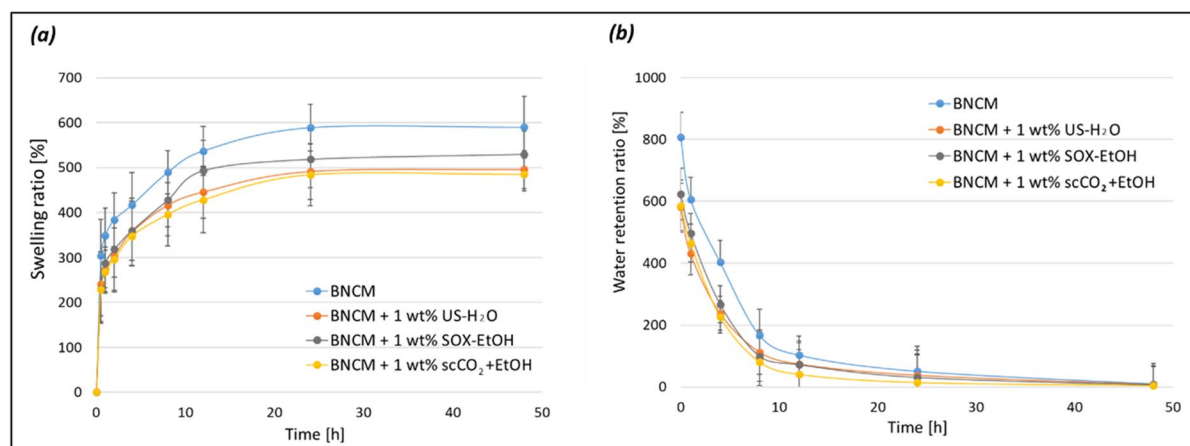 (a)
700
600
500
400
300
200
100
0
Swelling ratio [%]
0 10 20 30 40 50
Time [h]
BNCM
BNCM + 1 wt% US-H₂O
BNCM + 1 wt% SOX-EtOH
BNCM + 1 wt% scCO₂+EtOH
(b)
1000
800
600
400
200
0
Water retention ratio [%]
0 10 20 30 40 50
Time [h]
BNCM
BNCM + 1 wt% US-H₂O
BNCM + 1 wt% SOX-EtOH
BNCM + 1 wt% scCO₂+EtOH